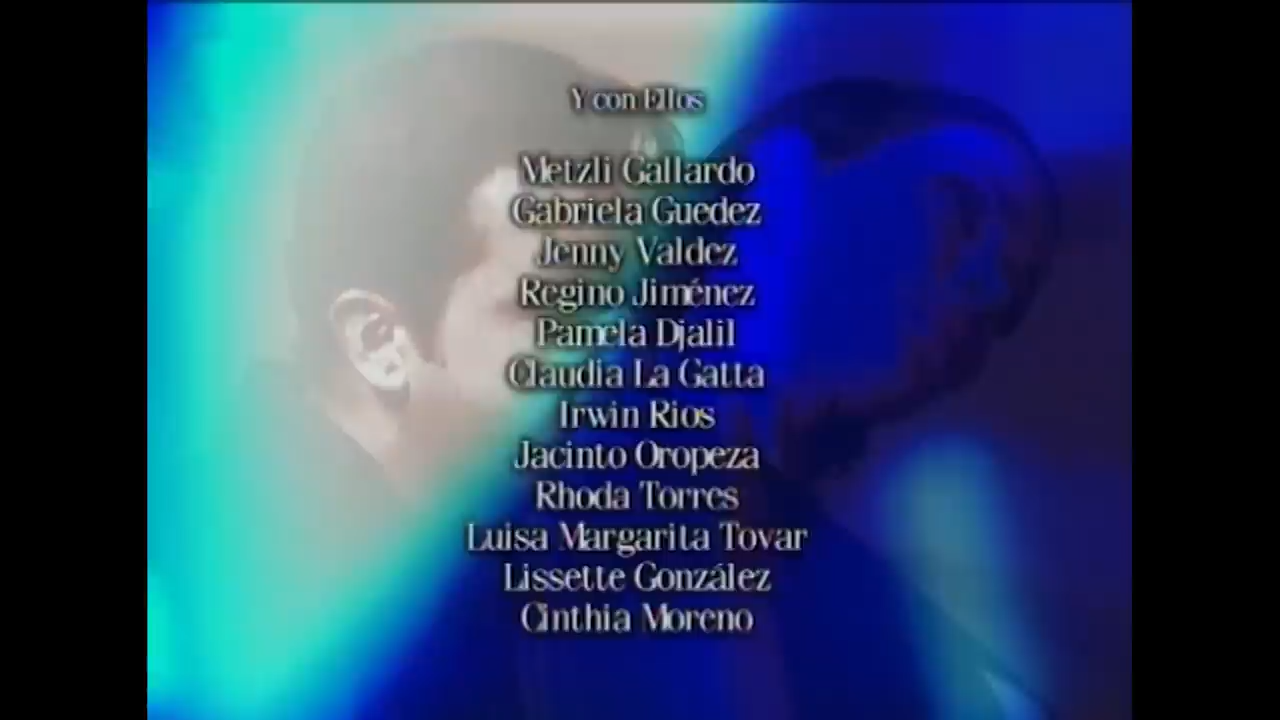 Y con Ellos
Metzli Gallardo
Gabriela Guedez
Jenny Valdez
Regino Jiménez
Pamela Djalil
Claudia La Gatta
Irwin Rios
Jacinto Oropeza
Rhoda Torres
Luisa Margarita Tovar
Lissette González
Cinthia Moreno